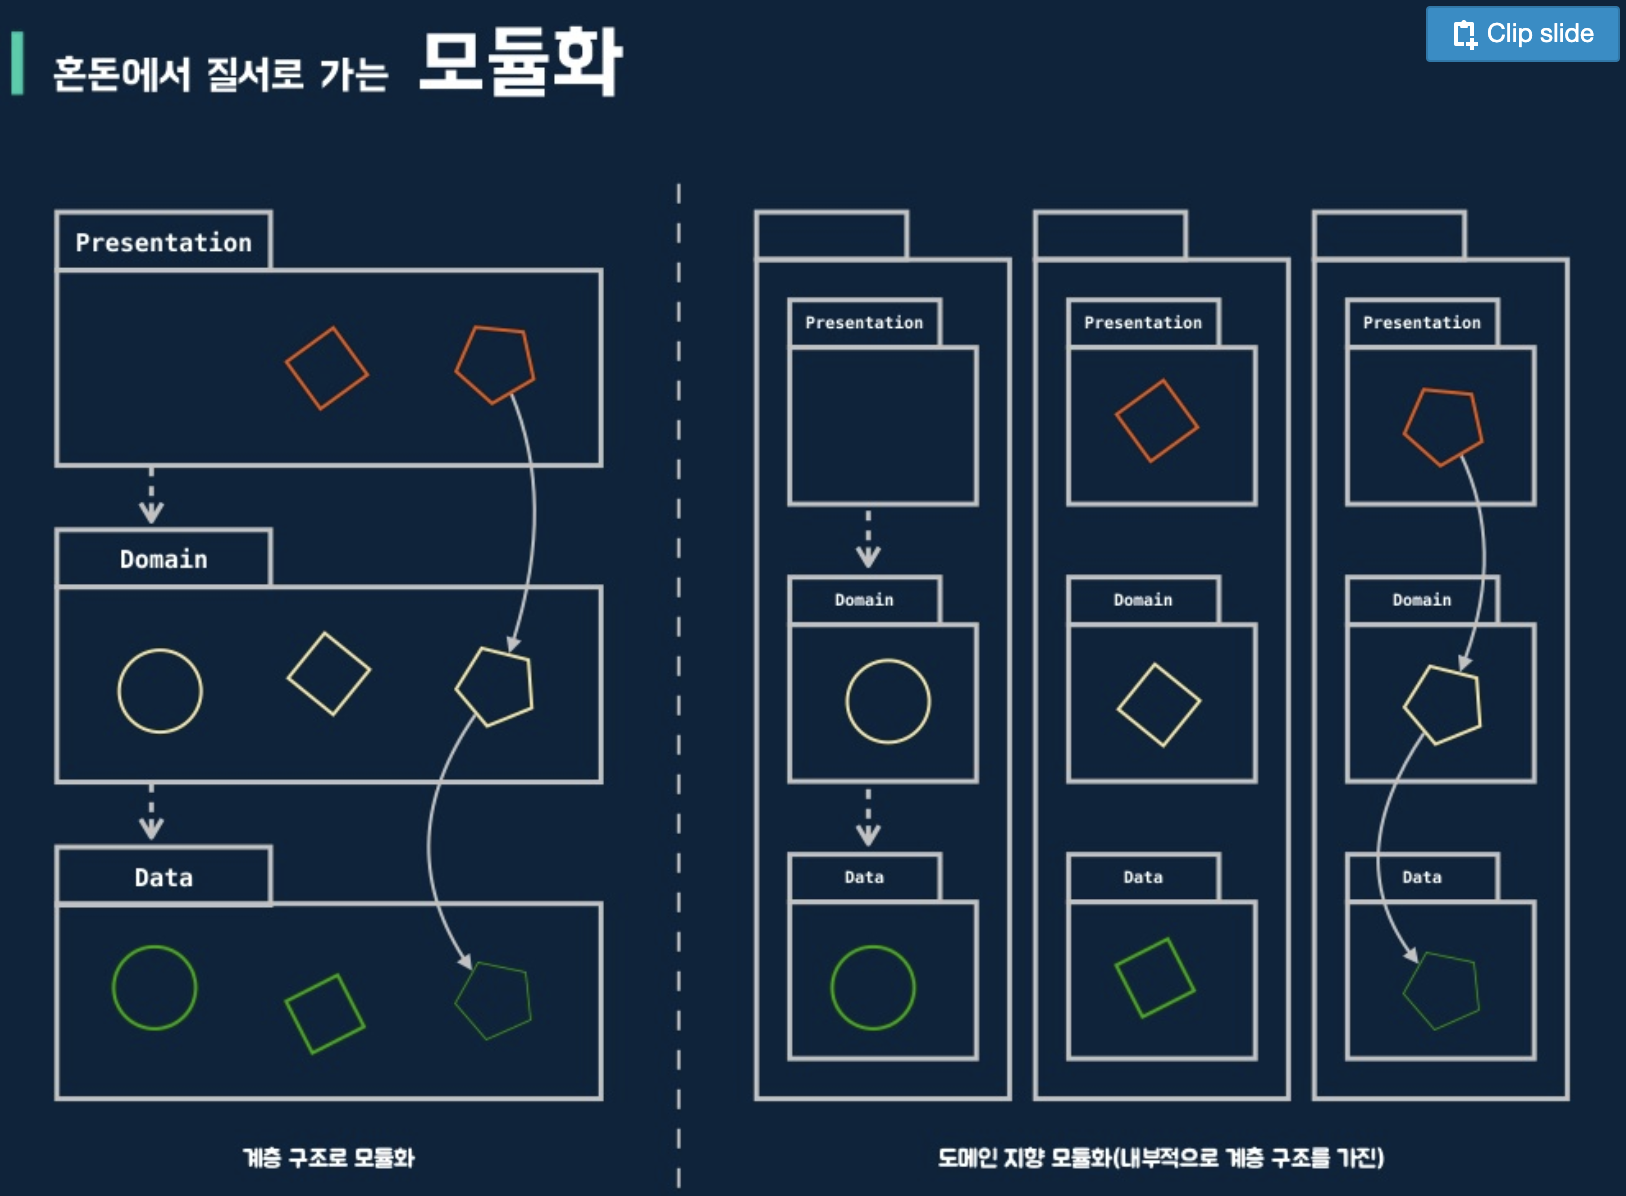 혼돈에서 질서로 가는 모듈화
Clip slide
Presentation
Domain
Data
계층 구조로 모듈화
Presentation
Domain
Data
Presentation
Domain
Data
Presentation
Domain
Data
도메인 지향 모듈화(내부적으로 계층 구조를 가진)